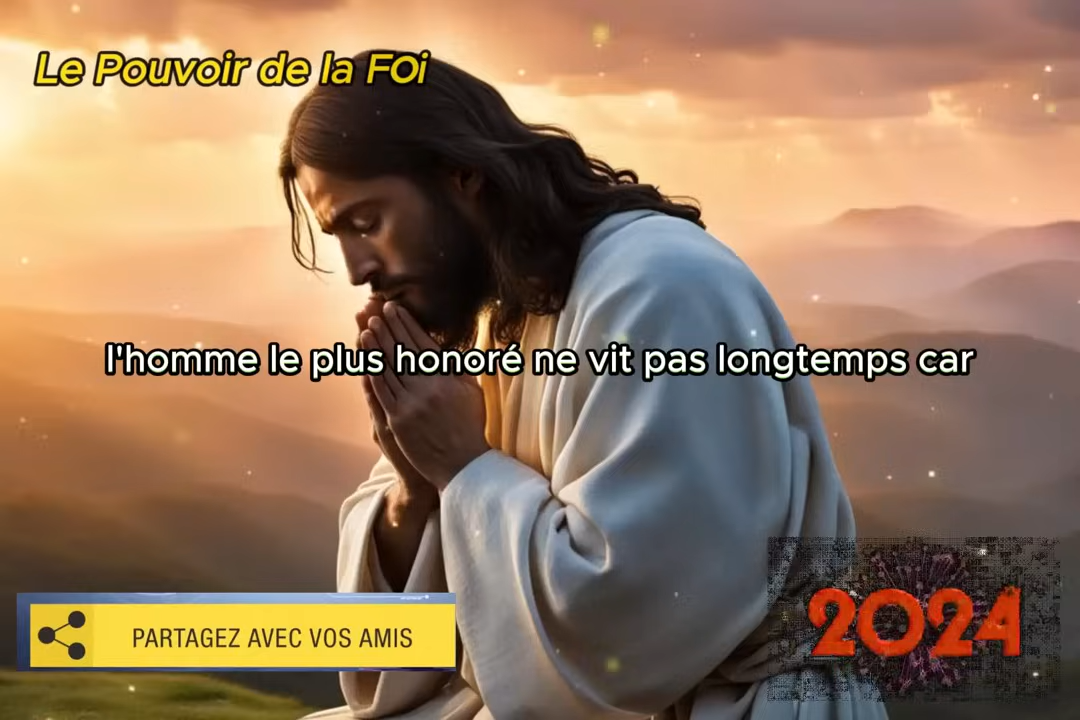 Le Pouvoir de la FOi
l'homme le plus honoré ne vit pas longtemps car
PARTAGEZ AVEC VOS AMIS
2024